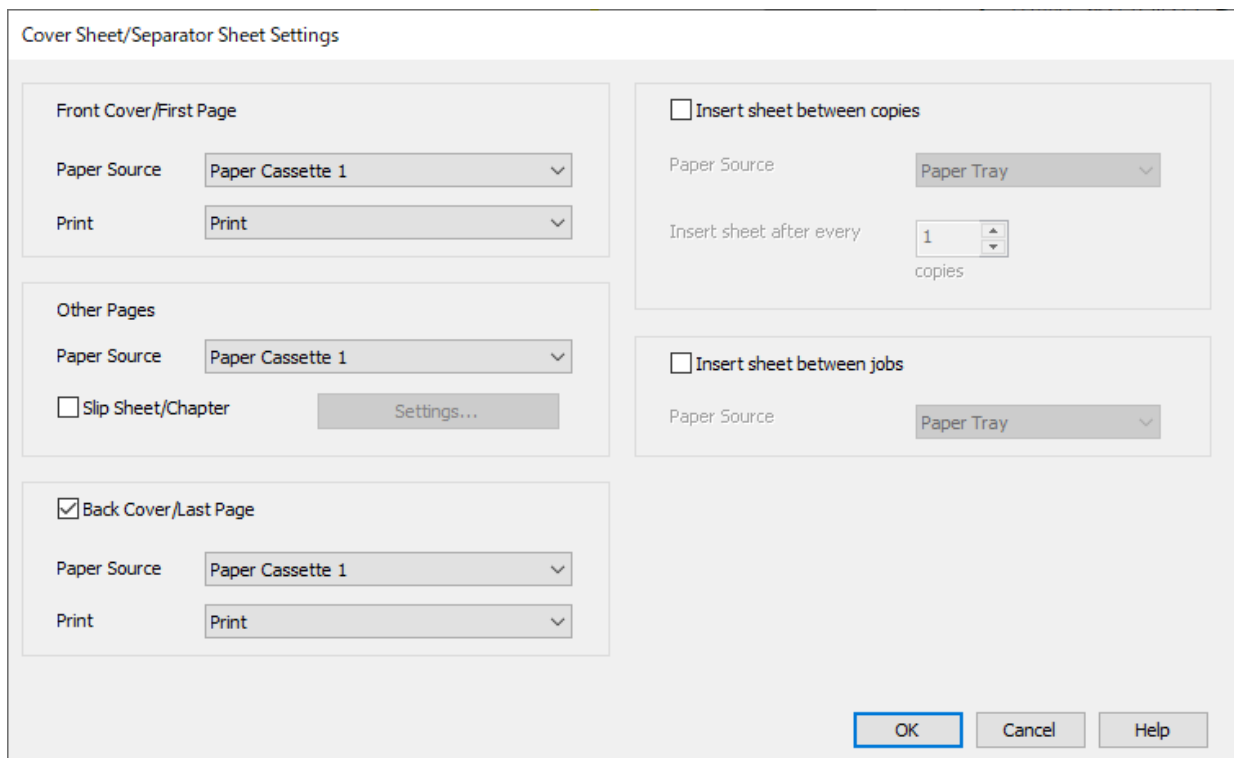 Cover Sheet/Separator Sheet Settings
Front Cover/First Page
Paper Source Paper Cassette 1
Print Print
Other Pages
Paper Source Paper Cassette 1
Slip Sheet/Chapter Settings...
Back Cover/Last Page
Paper Source Paper Cassette 1
Print Print
Insert sheet between copies
Paper Source Paper Tray
Insert sheet after every 1
copies
Insert sheet between jobs
Paper Source Paper Tray
OK Cancel Help